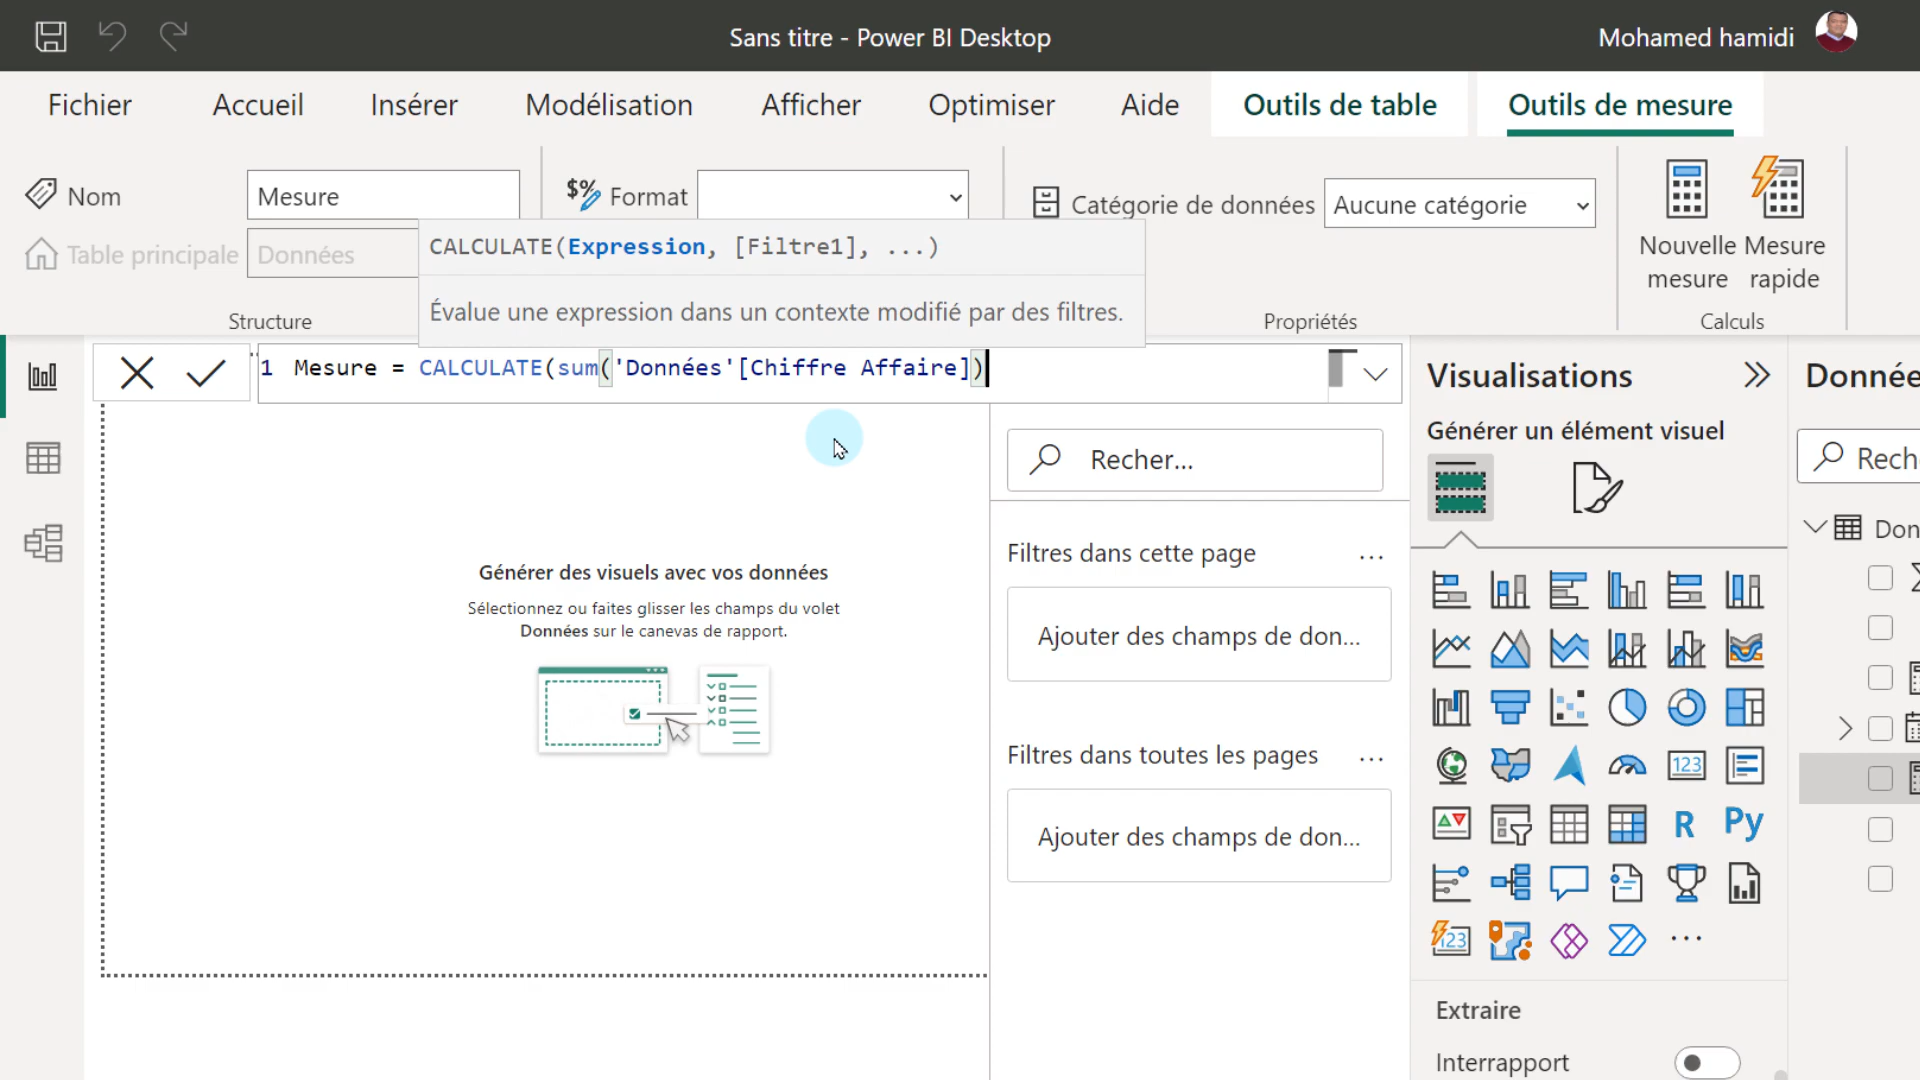 Sans titre - Power BI Desktop
Mohamed hamidi
Fichier
Accueil
Insérer
Modélisation
Afficher
Optimiser
Aide
Outils de table
Outils de mesure
Nom
Mesure
$% Format
Catégorie de données
Aucune catégorie
Nouvelle mesure
Mesure rapide
Table principale
Données
CALCULATE(Expression, [Filtre1], ...)
Évalue une expression dans un contexte modifié par des filtres.
Structure
Propriétés
Calculs
1 Mesure = CALCULATE(sum('Données'[Chiffre Affaire])
Visualisations
Donnée
Générer un élément visuel
Recher...
Rech
Don
Filtres dans cette page
...
Générer des visuels avec vos données
Sélectionnez ou faites glisser les champs du volet
Données sur le canevas de rapport.
Ajouter des champs de don...
Filtres dans toutes les pages
...
Ajouter des champs de don...
123
R
Py
123
...
Extraire
Interrapport